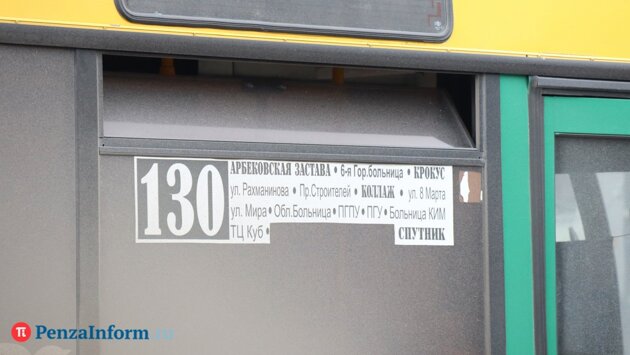 130
АРБЕКОВСКАЯ ЗАСТАВА • 6-я Гор.больница • КРОКУС
ул. Рахманинова • Пр.Строителей • КОЛЛАЖ • ул. 8 Марта
ул. Мира • Обл.Больница • ПГПУ • ПГУ • Больница КИМ
ТЦ Куб • СПУТНИК
π PenzaInform.ru